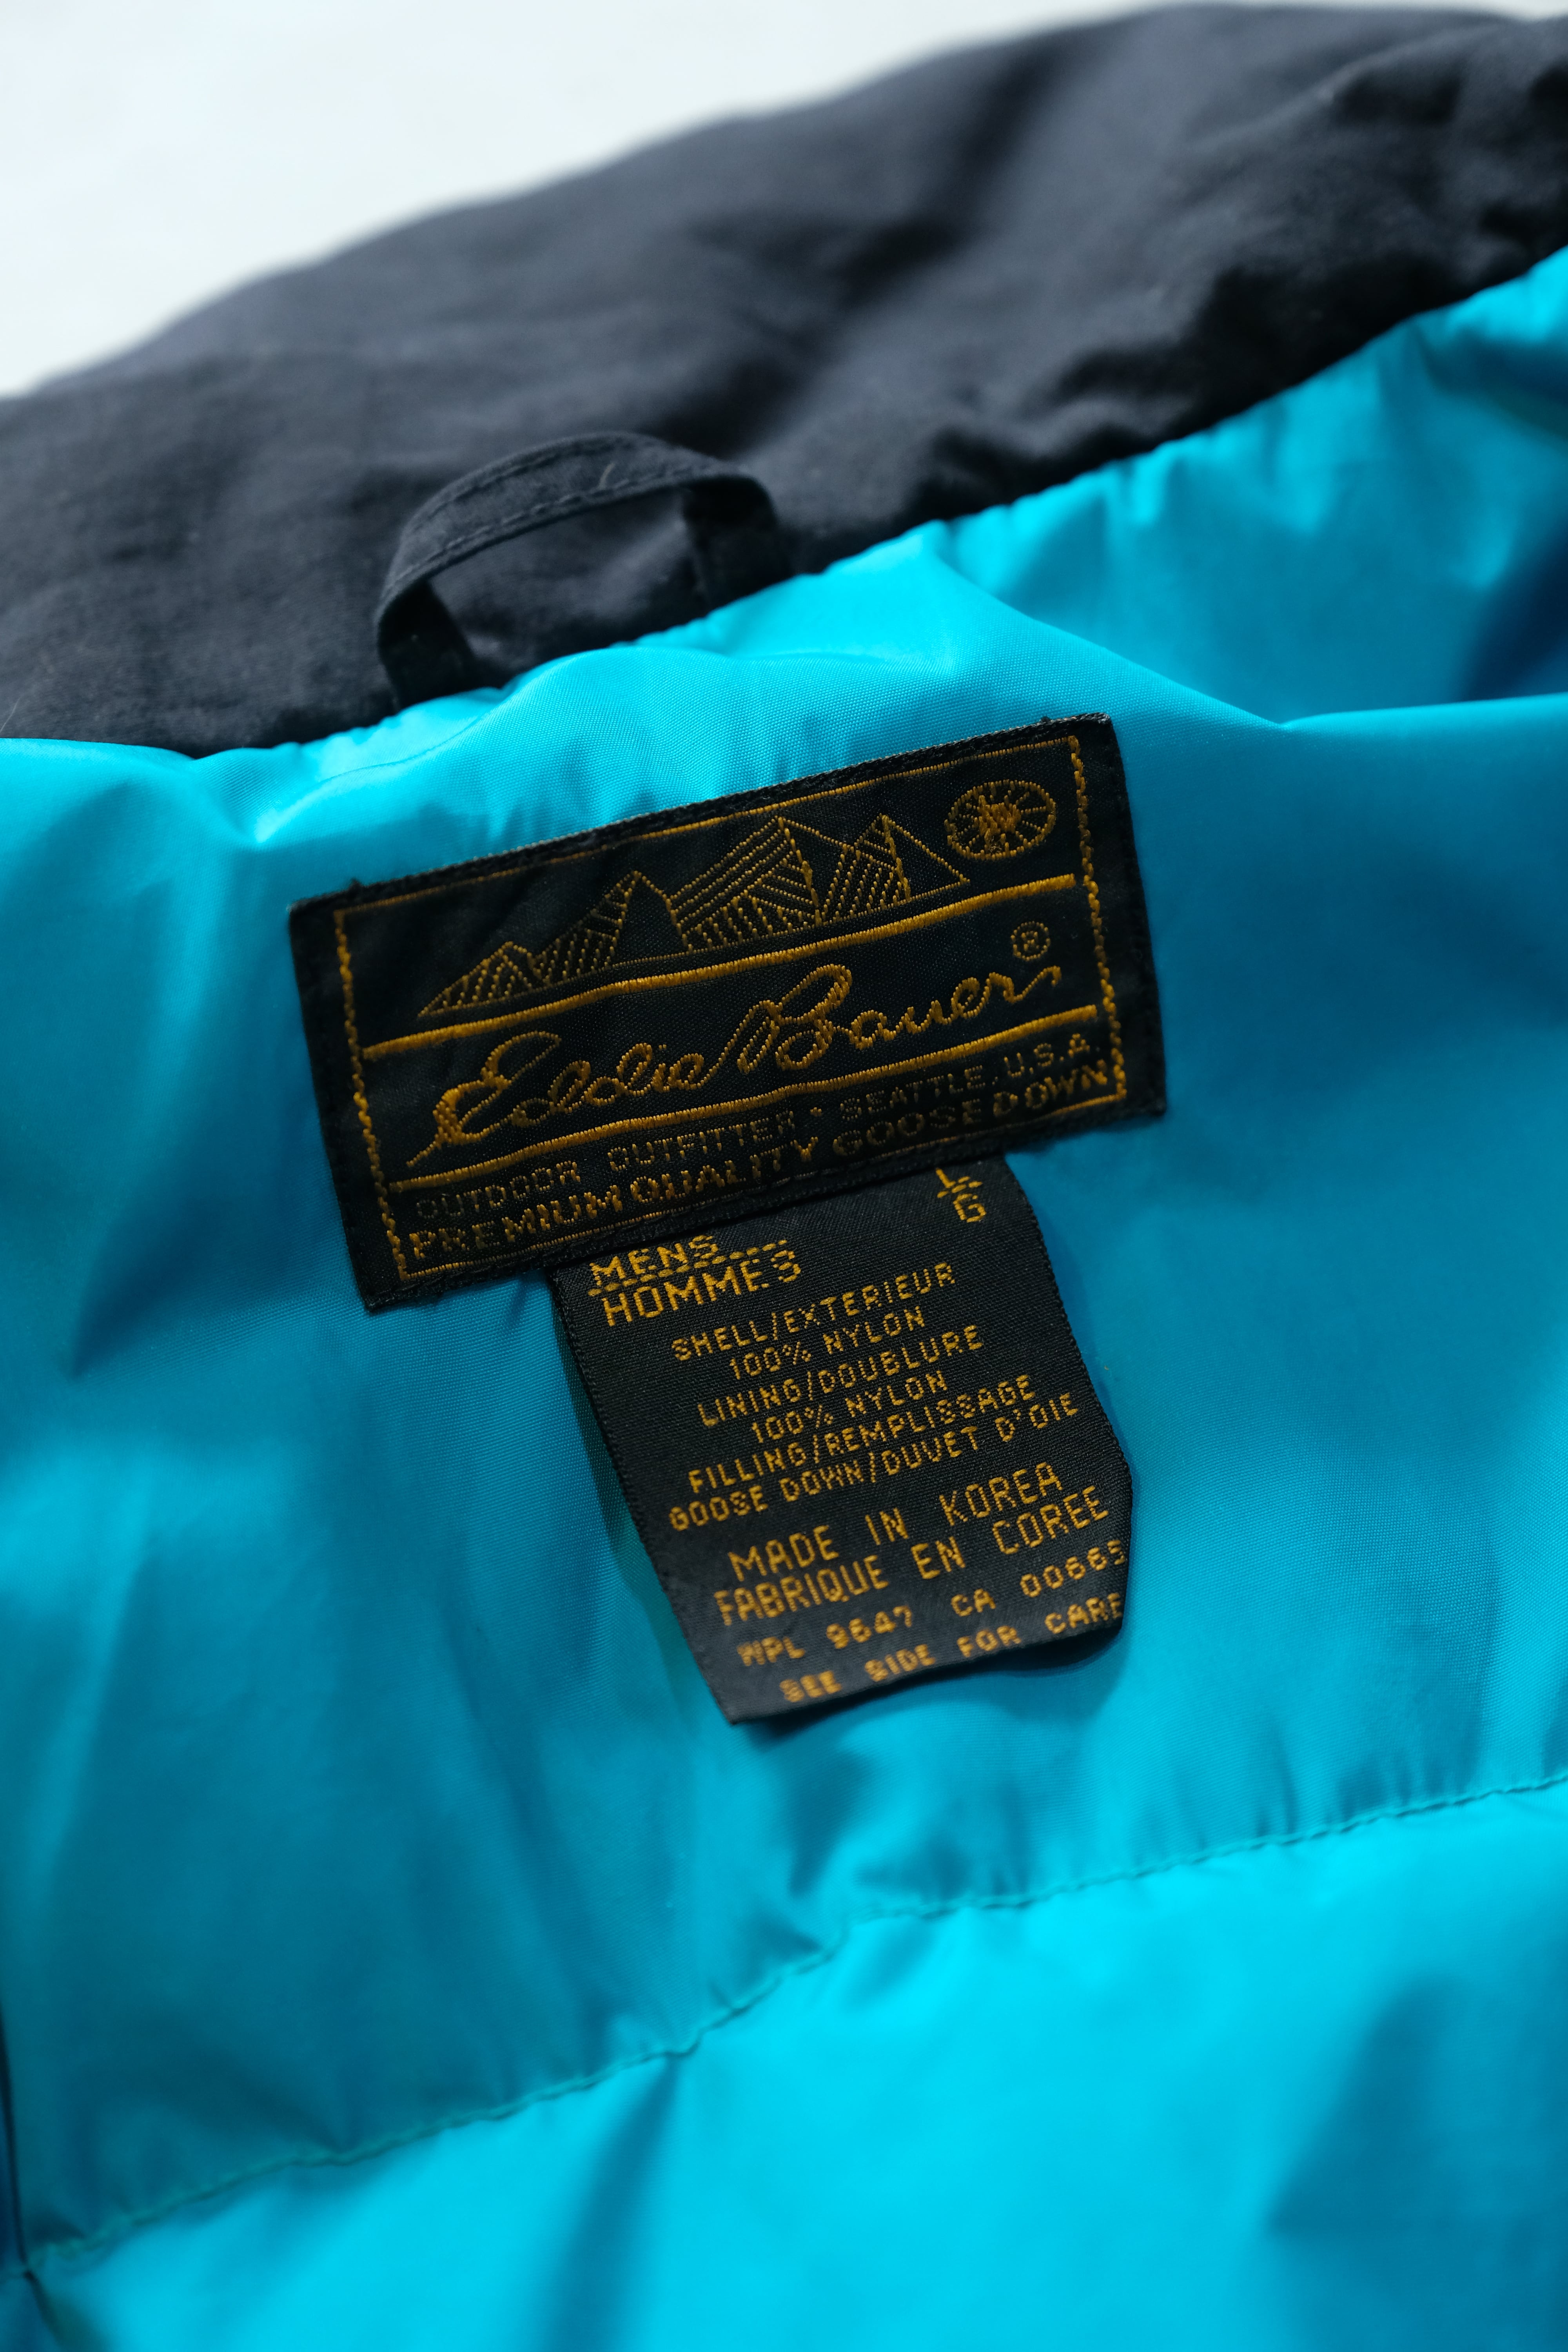 Eddie Bauer®
OUTDOOR OUTFITTER · SEATTLE, U.S.A.
PREMIUM QUALITY GOOSE DOWN
L
G
MENS
HOMMES
SHELL/EXTERIEUR
100% NYLON
LINING/DOUBLURE
100% NYLON
FILLING/REMPLISSAGE
GOOSE DOWN/DUVET D'OIE
MADE IN KOREA
FABRIQUE EN COREE
WPL 9647 CA 00665
SEE SIDE FOR CARE